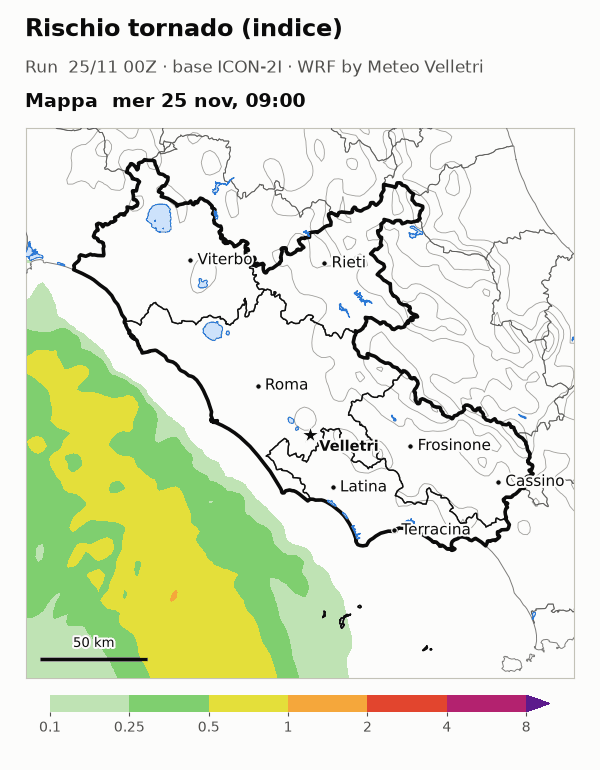 Rischio tornado (indice)
Run  25/11 00Z · base ICON-2I · WRF by Meteo Velletri
Mappa  mer 25 nov, 09:00
Viterbo
Rieti
Roma
Velletri
Frosinone
Latina
Cassino
Terracina
50 km
0.1 0.25 0.5 1 2 4 8